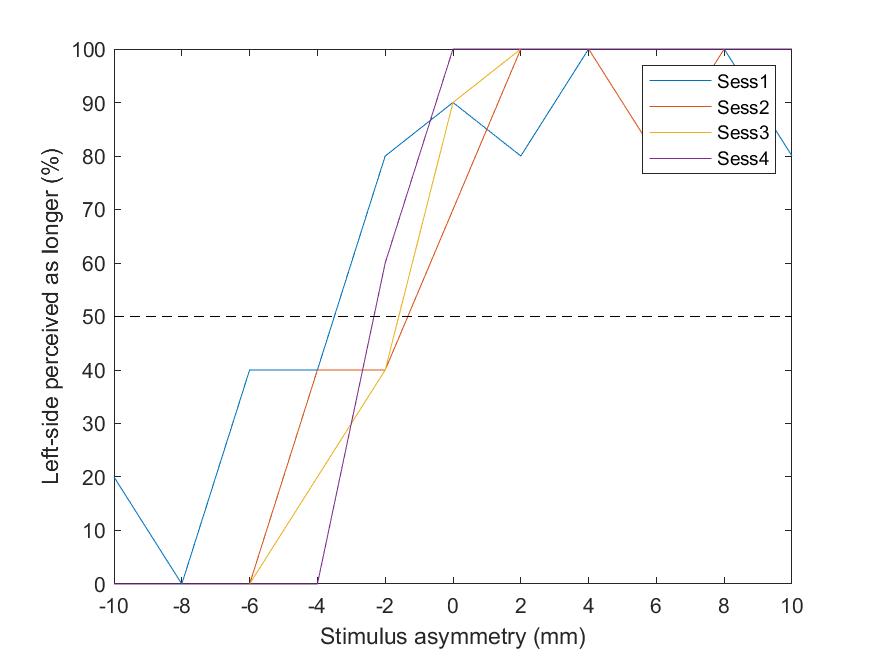 100
90
80
70
60
50
40
30
20
10
0
-10 -8 -6 -4 -2 0 2 4 6 8 10
Left-side perceived as longer (%)
Stimulus asymmetry (mm)
Sess1
Sess2
Sess3
Sess4